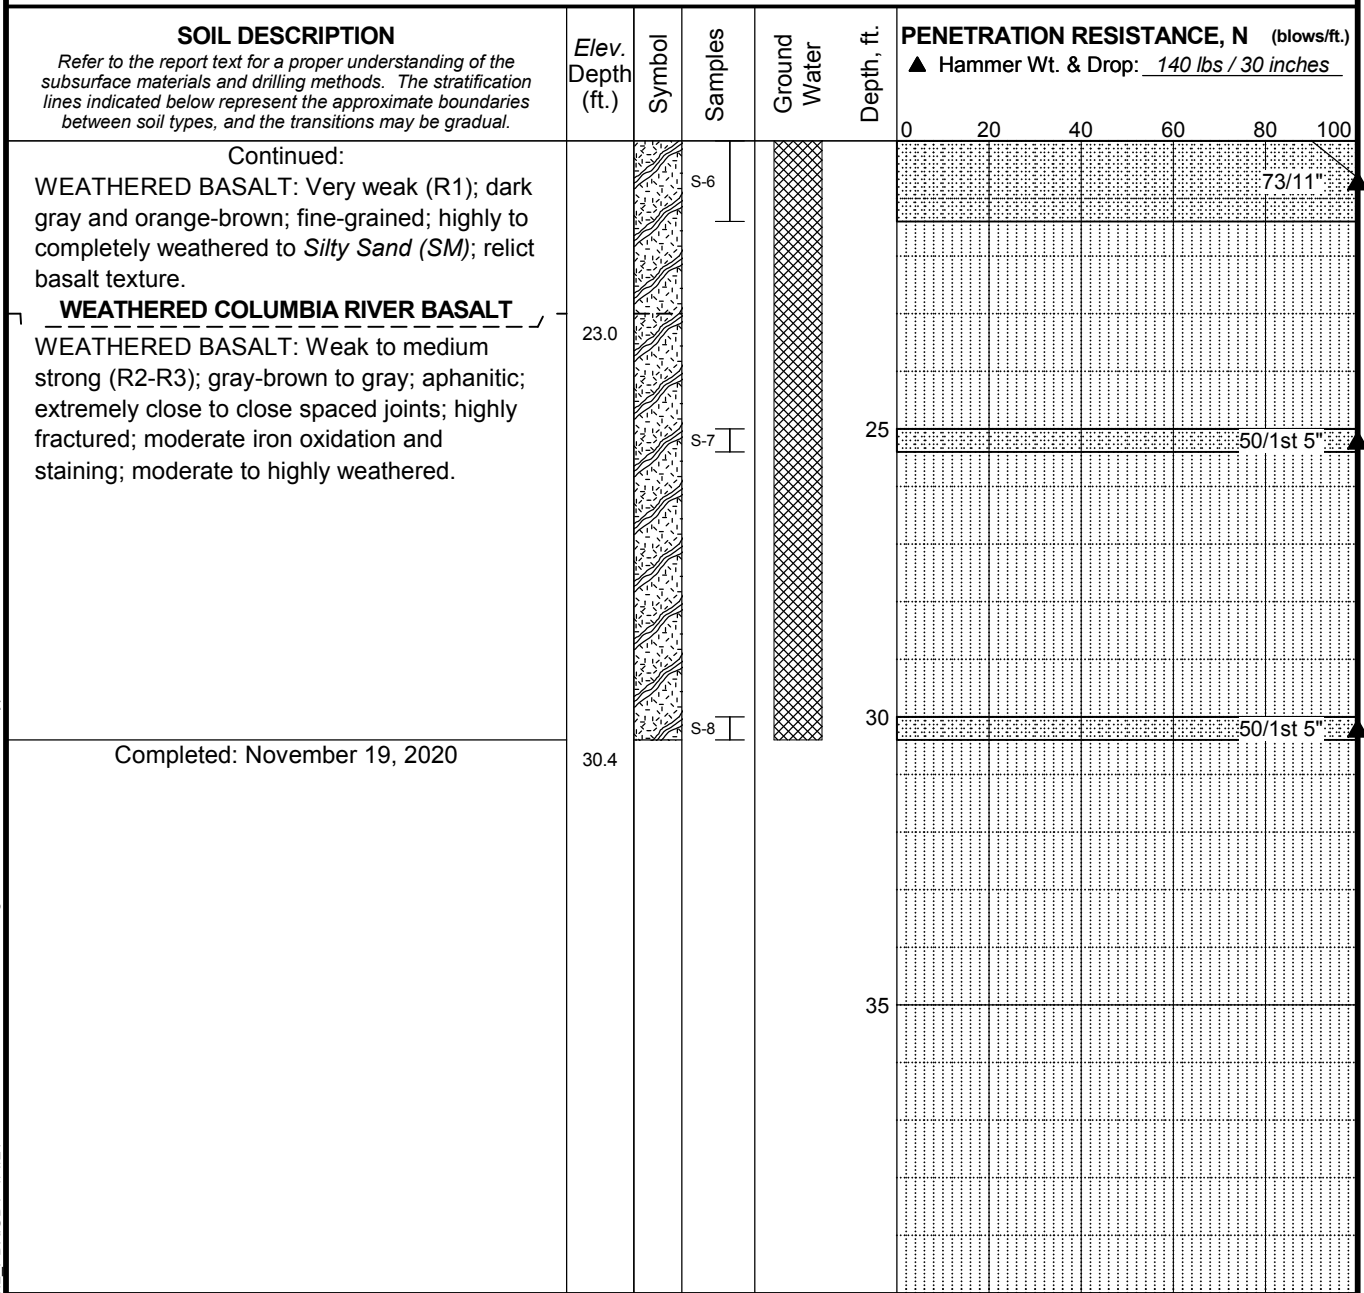 SOIL DESCRIPTION
Refer to the report text for a proper understanding of the
subsurface materials and drilling methods. The stratification
lines indicated below represent the approximate boundaries
between soil types, and the transitions may be gradual.
Elev.
Depth
(ft.)
Symbol
Samples
Ground
Water
Depth, ft.
PENETRATION RESISTANCE, N (blows/ft.)
▲ Hammer Wt. & Drop: 140 lbs / 30 inches
0 20 40 60 80 100
Continued:
WEATHERED BASALT: Very weak (R1); dark
gray and orange-brown; fine-grained; highly to
completely weathered to Silty Sand (SM); relict
basalt texture.
WEATHERED COLUMBIA RIVER BASALT
23.0
WEATHERED BASALT: Weak to medium
strong (R2-R3); gray-brown to gray; aphanitic;
extremely close to close spaced joints; highly
fractured; moderate iron oxidation and
staining; moderate to highly weathered.
S-6
73/11"
S-7
25
50/1st 5"
S-8
30
50/1st 5"
Completed: November 19, 2020
30.4
35